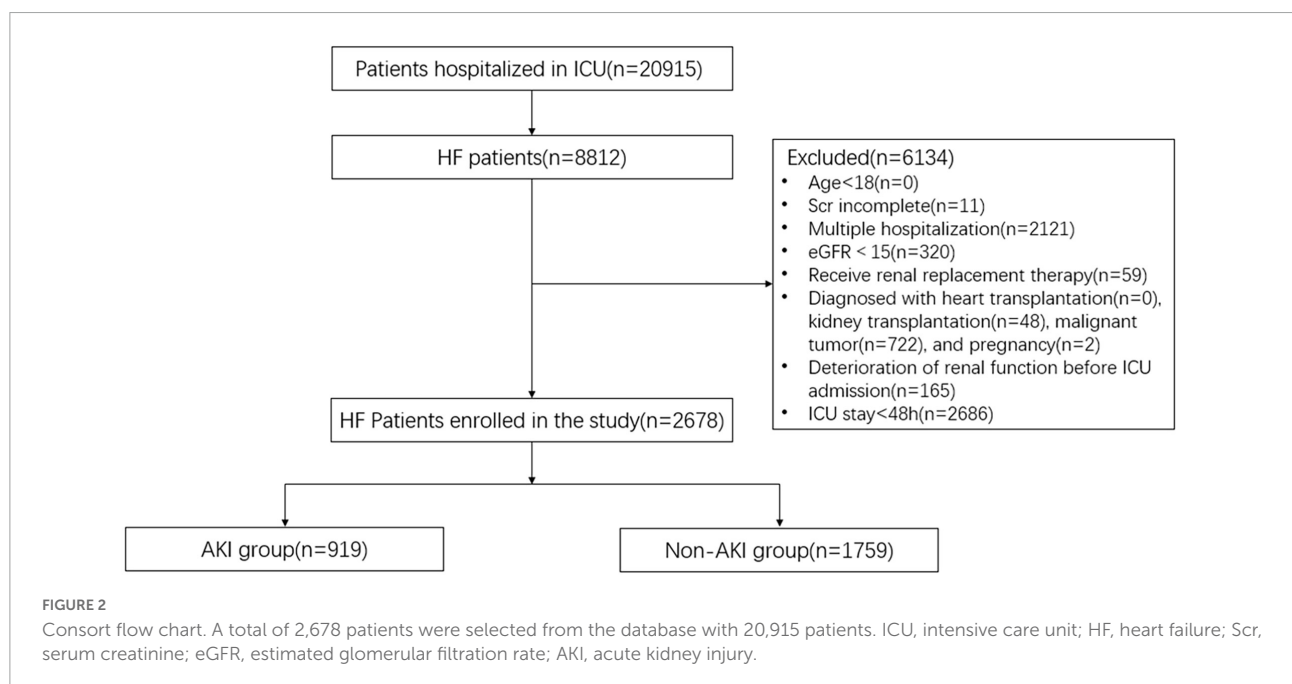 Patients hospitalized in ICU(n=20915)
HF patients(n=8812)
Excluded(n=6134)
• Age<18(n=0)
• Scr incomplete(n=11)
• Multiple hospitalization(n=2121)
• eGFR < 15(n=320)
• Receive renal replacement therapy(n=59)
• Diagnosed with heart transplantation(n=0),
kidney transplantation(n=48), malignant
tumor(n=722), and pregnancy(n=2)
• Deterioration of renal function before ICU
admission(n=165)
• ICU stay<48h(n=2686)
HF Patients enrolled in the study(n=2678)
AKI group(n=919)
Non-AKI group(n=1759)
FIGURE 2
Consort flow chart. A total of 2,678 patients were selected from the database with 20,915 patients. ICU, intensive care unit; HF, heart failure; Scr,
serum creatinine; eGFR, estimated glomerular filtration rate; AKI, acute kidney injury.